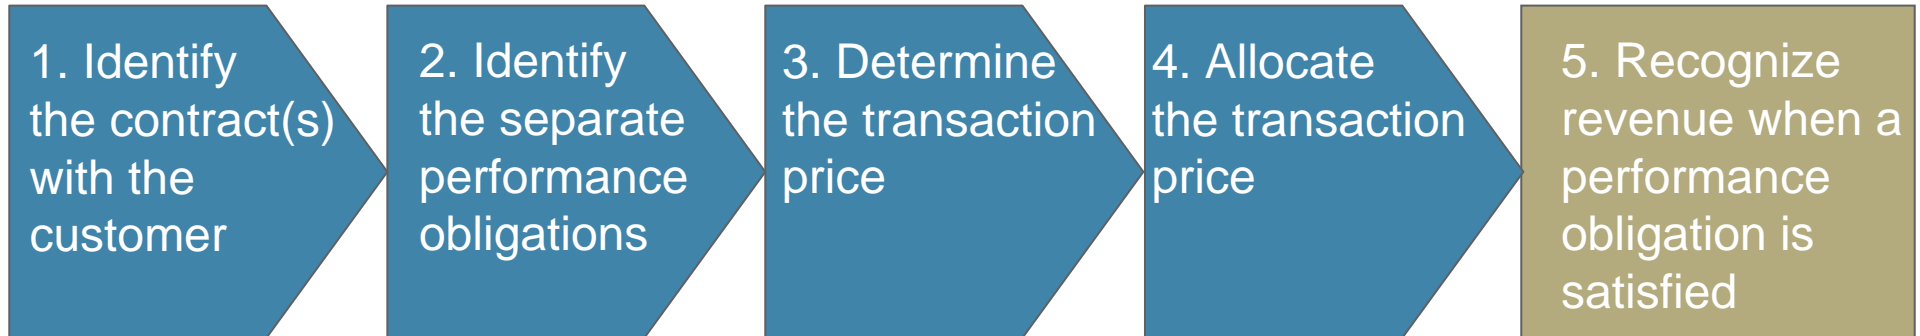 1. Identify
the contract(s)
with the
customer
2. Identify
the separate
performance
obligations
3. Determine
the transaction
price
4. Allocate
the transaction
price
5. Recognize
revenue when a
performance
obligation is
satisfied